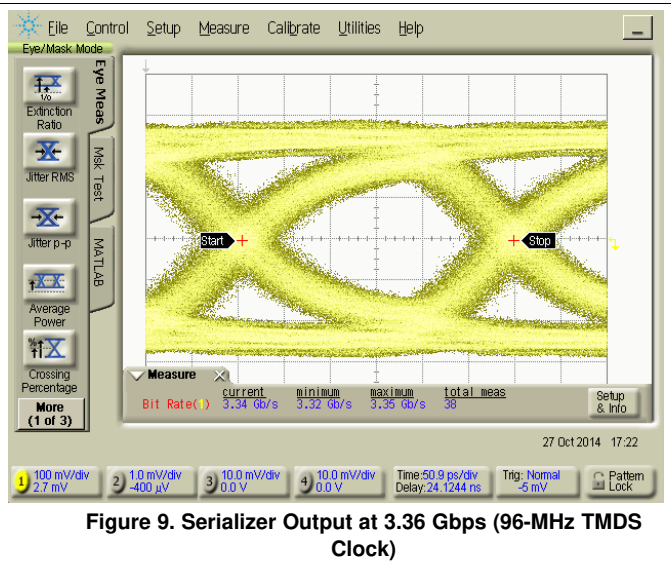 File Control Setup Measure Calibrate Utilities Help
Eye/Mask Mode
Eye Meas
Msk Test
MATLAB
1/0
Extinction
Ratio
Jitter RMS
Jitter p-p
Average
Power
%
Crossing
Percentage
More
(1 of 3)
Start
Stop
Measure
current minimum maximum total meas
Bit Rate(1) 3.34 Gb/s 3.32 Gb/s 3.35 Gb/s 38
Setup
& Info
27 Oct 2014 17:22
1 100 mV/div
2.7 mV
2 1.0 mV/div
-400 µV
3 10.0 mV/div
0.0 V
4 10.0 mV/div
0.0 V
Time:50.9 ps/div
Delay:24.1244 ns
Trig: Normal
-5 mV
Pattern
Lock
Figure 9. Serializer Output at 3.36 Gbps (96-MHz TMDS
Clock)